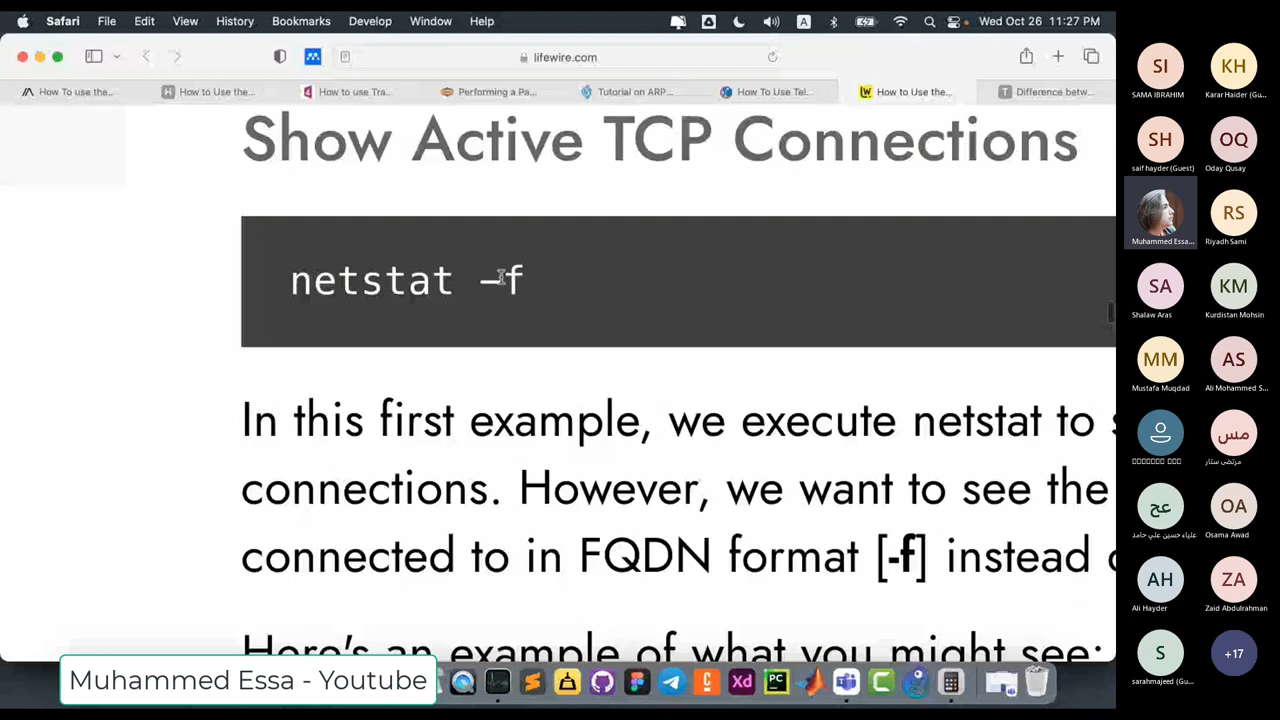 Safari File Edit View History Bookmarks Develop Window Help A Wed Oct 26 11:27 PM
lifewire.com
How To use the... How to Use the... How to use Tra... Performing a Pa... Tutorial on ARP... How To Use Tel... How to Use the... Difference betw...
Show Active TCP Connections
netstat -f
In this first example, we execute netstat to s
connections. However, we want to see the
connected to in FQDN format [-f] instead o
Here's an example of what you might see:
Muhammed Essa - Youtube
SI KH
SAMA IBRAHIM Karar Haider (Gu...
SH OQ
saif hayder (Guest) Oday Qusay
RS
Muhammed Essa... Riyadh Sami
SA KM
Shalaw Aras Kurdistan Mohsin
MM AS
Mustafa Muqdad Ali Mohammed S...
مس
مرتضى ستار
عح OA
علياء حسين علي حامد Osama Awad
AH ZA
Ali Hayder Zaid Abdulrahman
S +17
sarahmajeed (Gu...